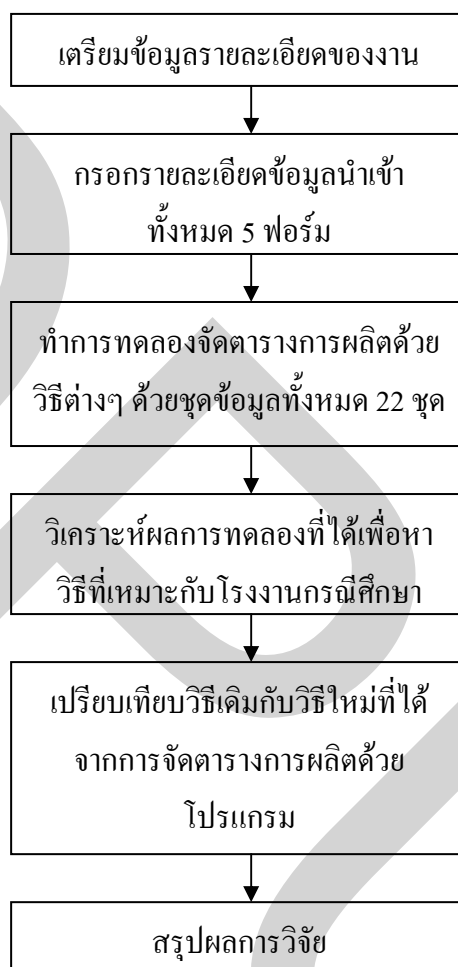 เตรียมข้อมูลรายละเอียดของงาน
กรอกรายละเอียดข้อมูลนำเข้า
ทั้งหมด 5 ฟอร์ม
ทำการทดลองจัดตารางการผลิตด้วย
วิธีต่างๆ ด้วยชุดข้อมูลทั้งหมด 22 ชุด
วิเคราะห์ผลการทดลองที่ได้เพื่อหา
วิธีที่เหมาะกับโรงงานกรณีศึกษา
เปรียบเทียบวิธีเดิมกับวิธีใหม่ที่ได้
จากการจัดตารางการผลิตด้วย
โปรแกรม
สรุปผลการวิจัย